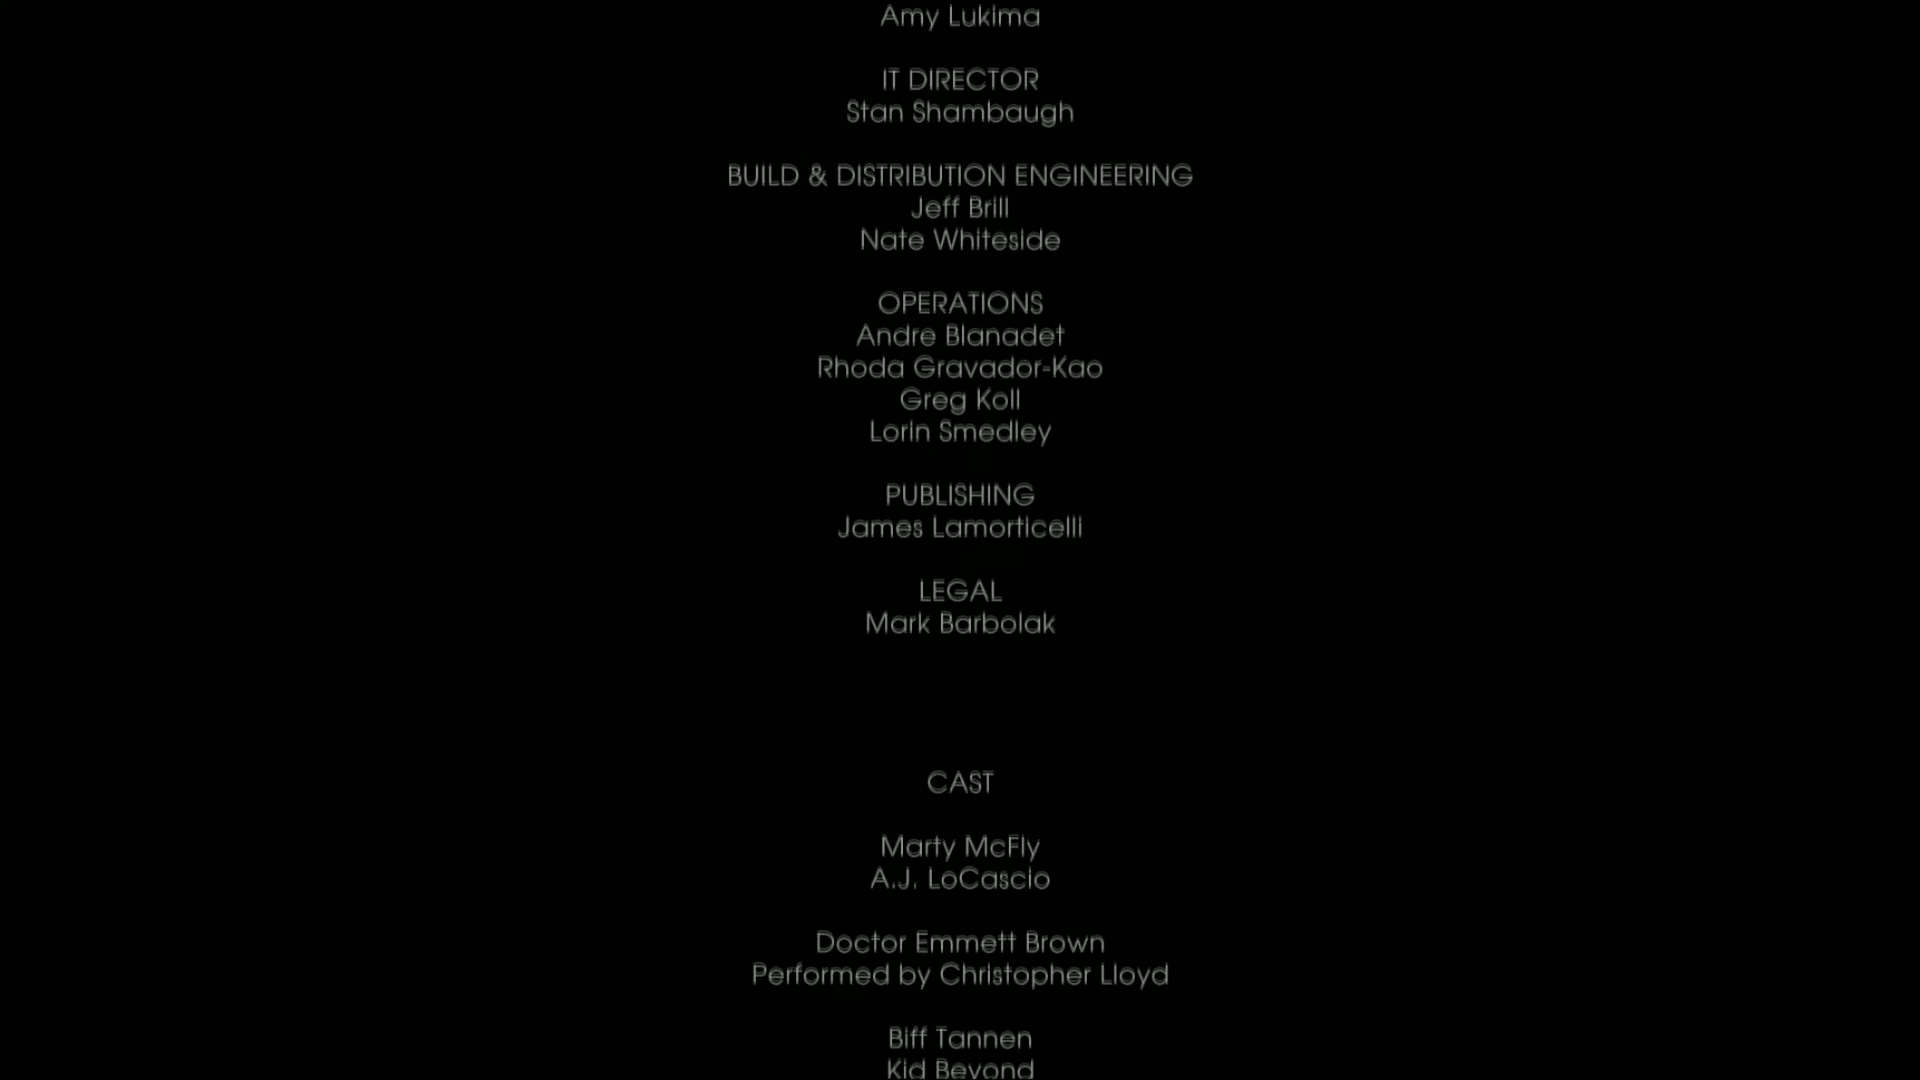 Amy Lukima
IT DIRECTOR
Stan Shambaugh
BUILD & DISTRIBUTION ENGINEERING
Jeff Brill
Nate Whiteside
OPERATIONS
Andre Blanadet
Rhoda Gravador-Kao
Greg Koll
Lorin Smedley
PUBLISHING
James Lamorticelli
LEGAL
Mark Barbolak
CAST
Marty McFly
A.J. LoCascio
Doctor Emmett Brown
Performed by Christopher Lloyd
Biff Tannen
Kid Beyond